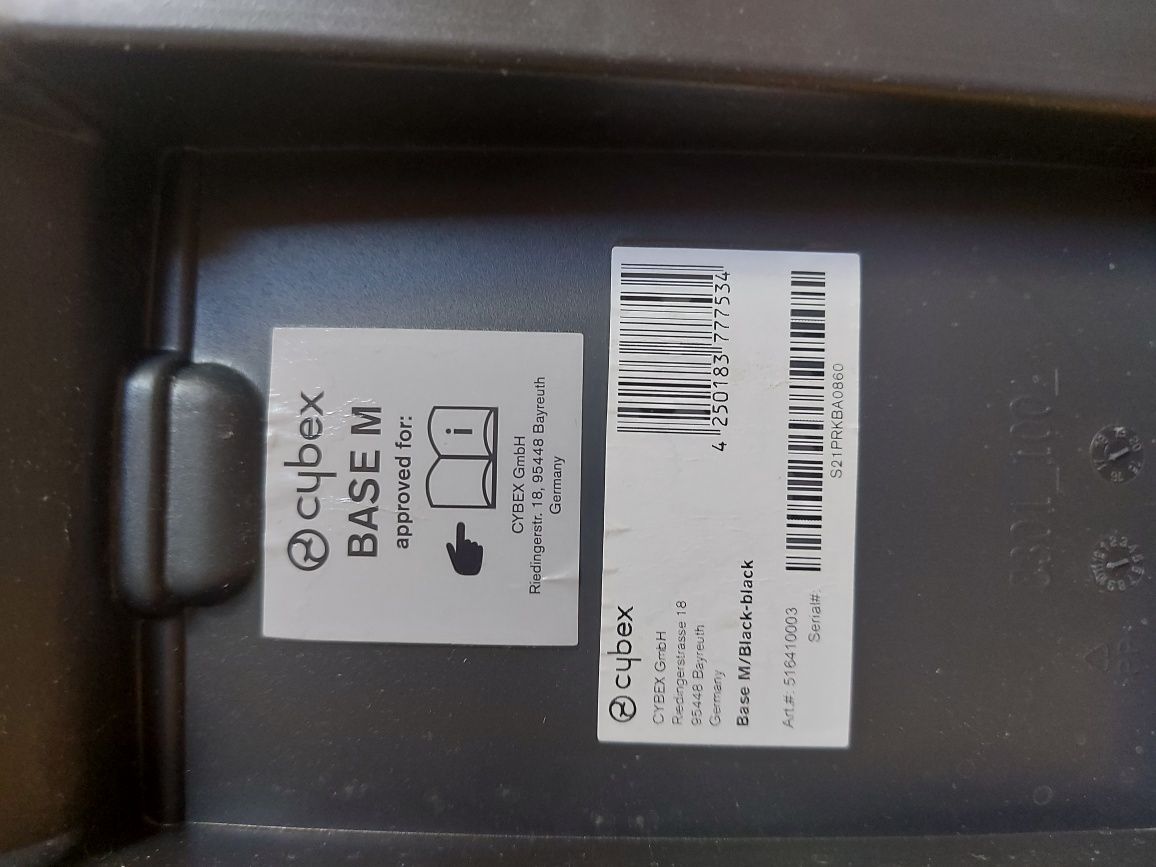 cybex
BASE M
approved for:
i
CYBEX GmbH
Riedingerstr. 18, 95448 Bayreuth
Germany
cybex
CYBEX GmbH
Riedingerstrasse 18
95448 Bayreuth
Germany
Base M/Black-black
Art.#: 516410003
Serial#:
4 250183 777534
S21PRKBA0860